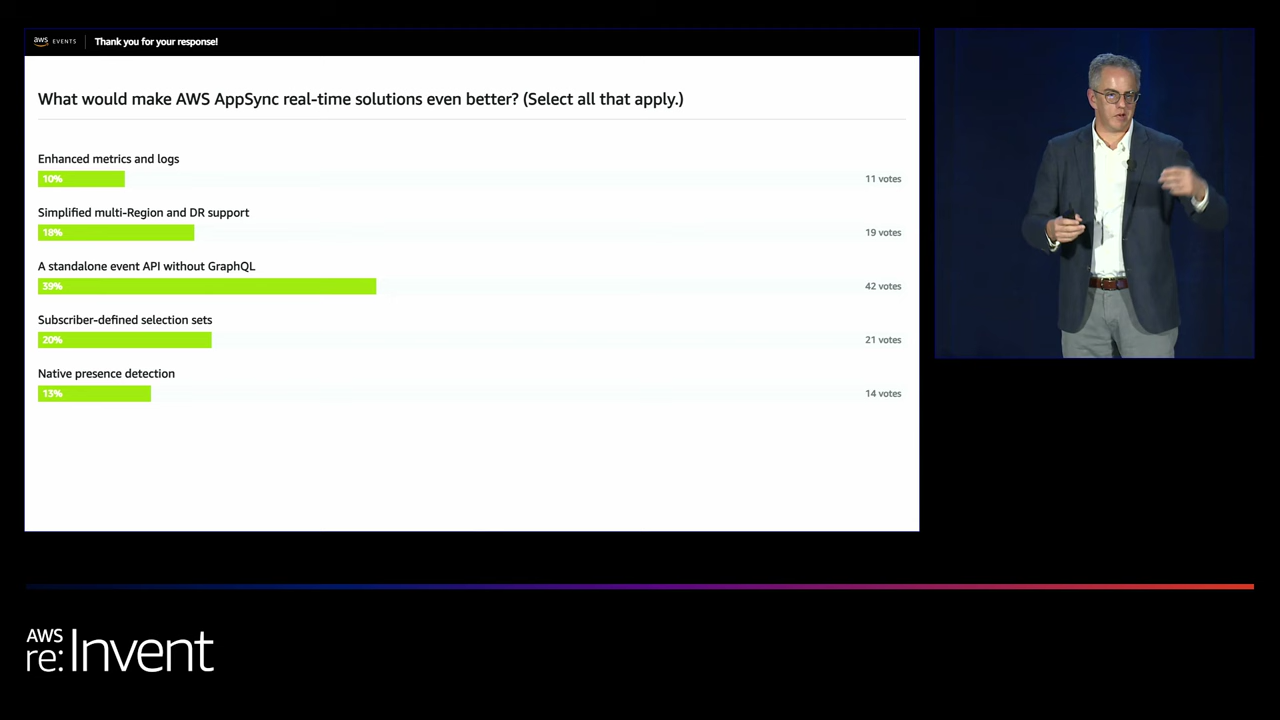 aws EVENTS Thank you for your response!
What would make AWS AppSync real-time solutions even better? (Select all that apply.)
Enhanced metrics and logs
10% 11 votes
Simplified multi-Region and DR support
18% 19 votes
A standalone event API without GraphQL
39% 42 votes
Subscriber-defined selection sets
20% 21 votes
Native presence detection
13% 14 votes
AWS
re:Invent